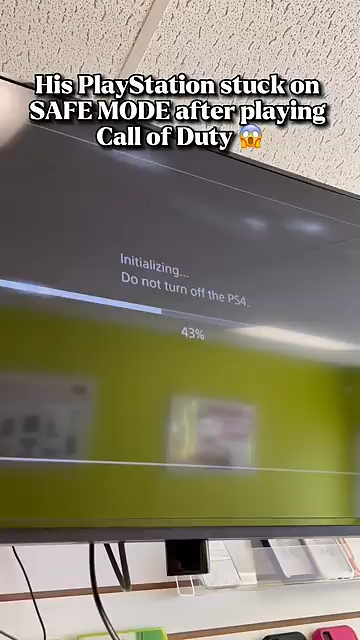 His PlayStation stuck on
SAFE MODE after playing
Call of Duty 😱
Initializing...
Do not turn off the PS4.
43%